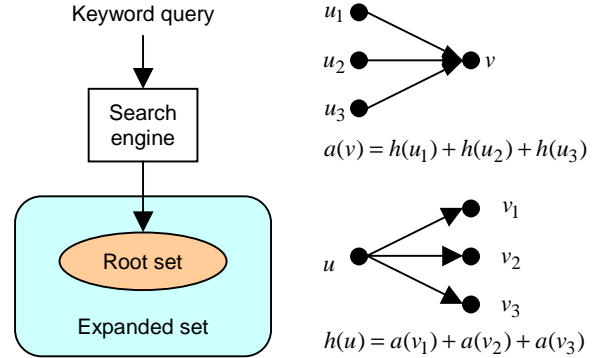 Keyword query
Search
engine
Root set
Expanded set
u1
u2
u3
v
a(v) = h(u1) + h(u2) + h(u3)
u
v1
v2
v3
h(u) = a(v1) + a(v2) + a(v3)